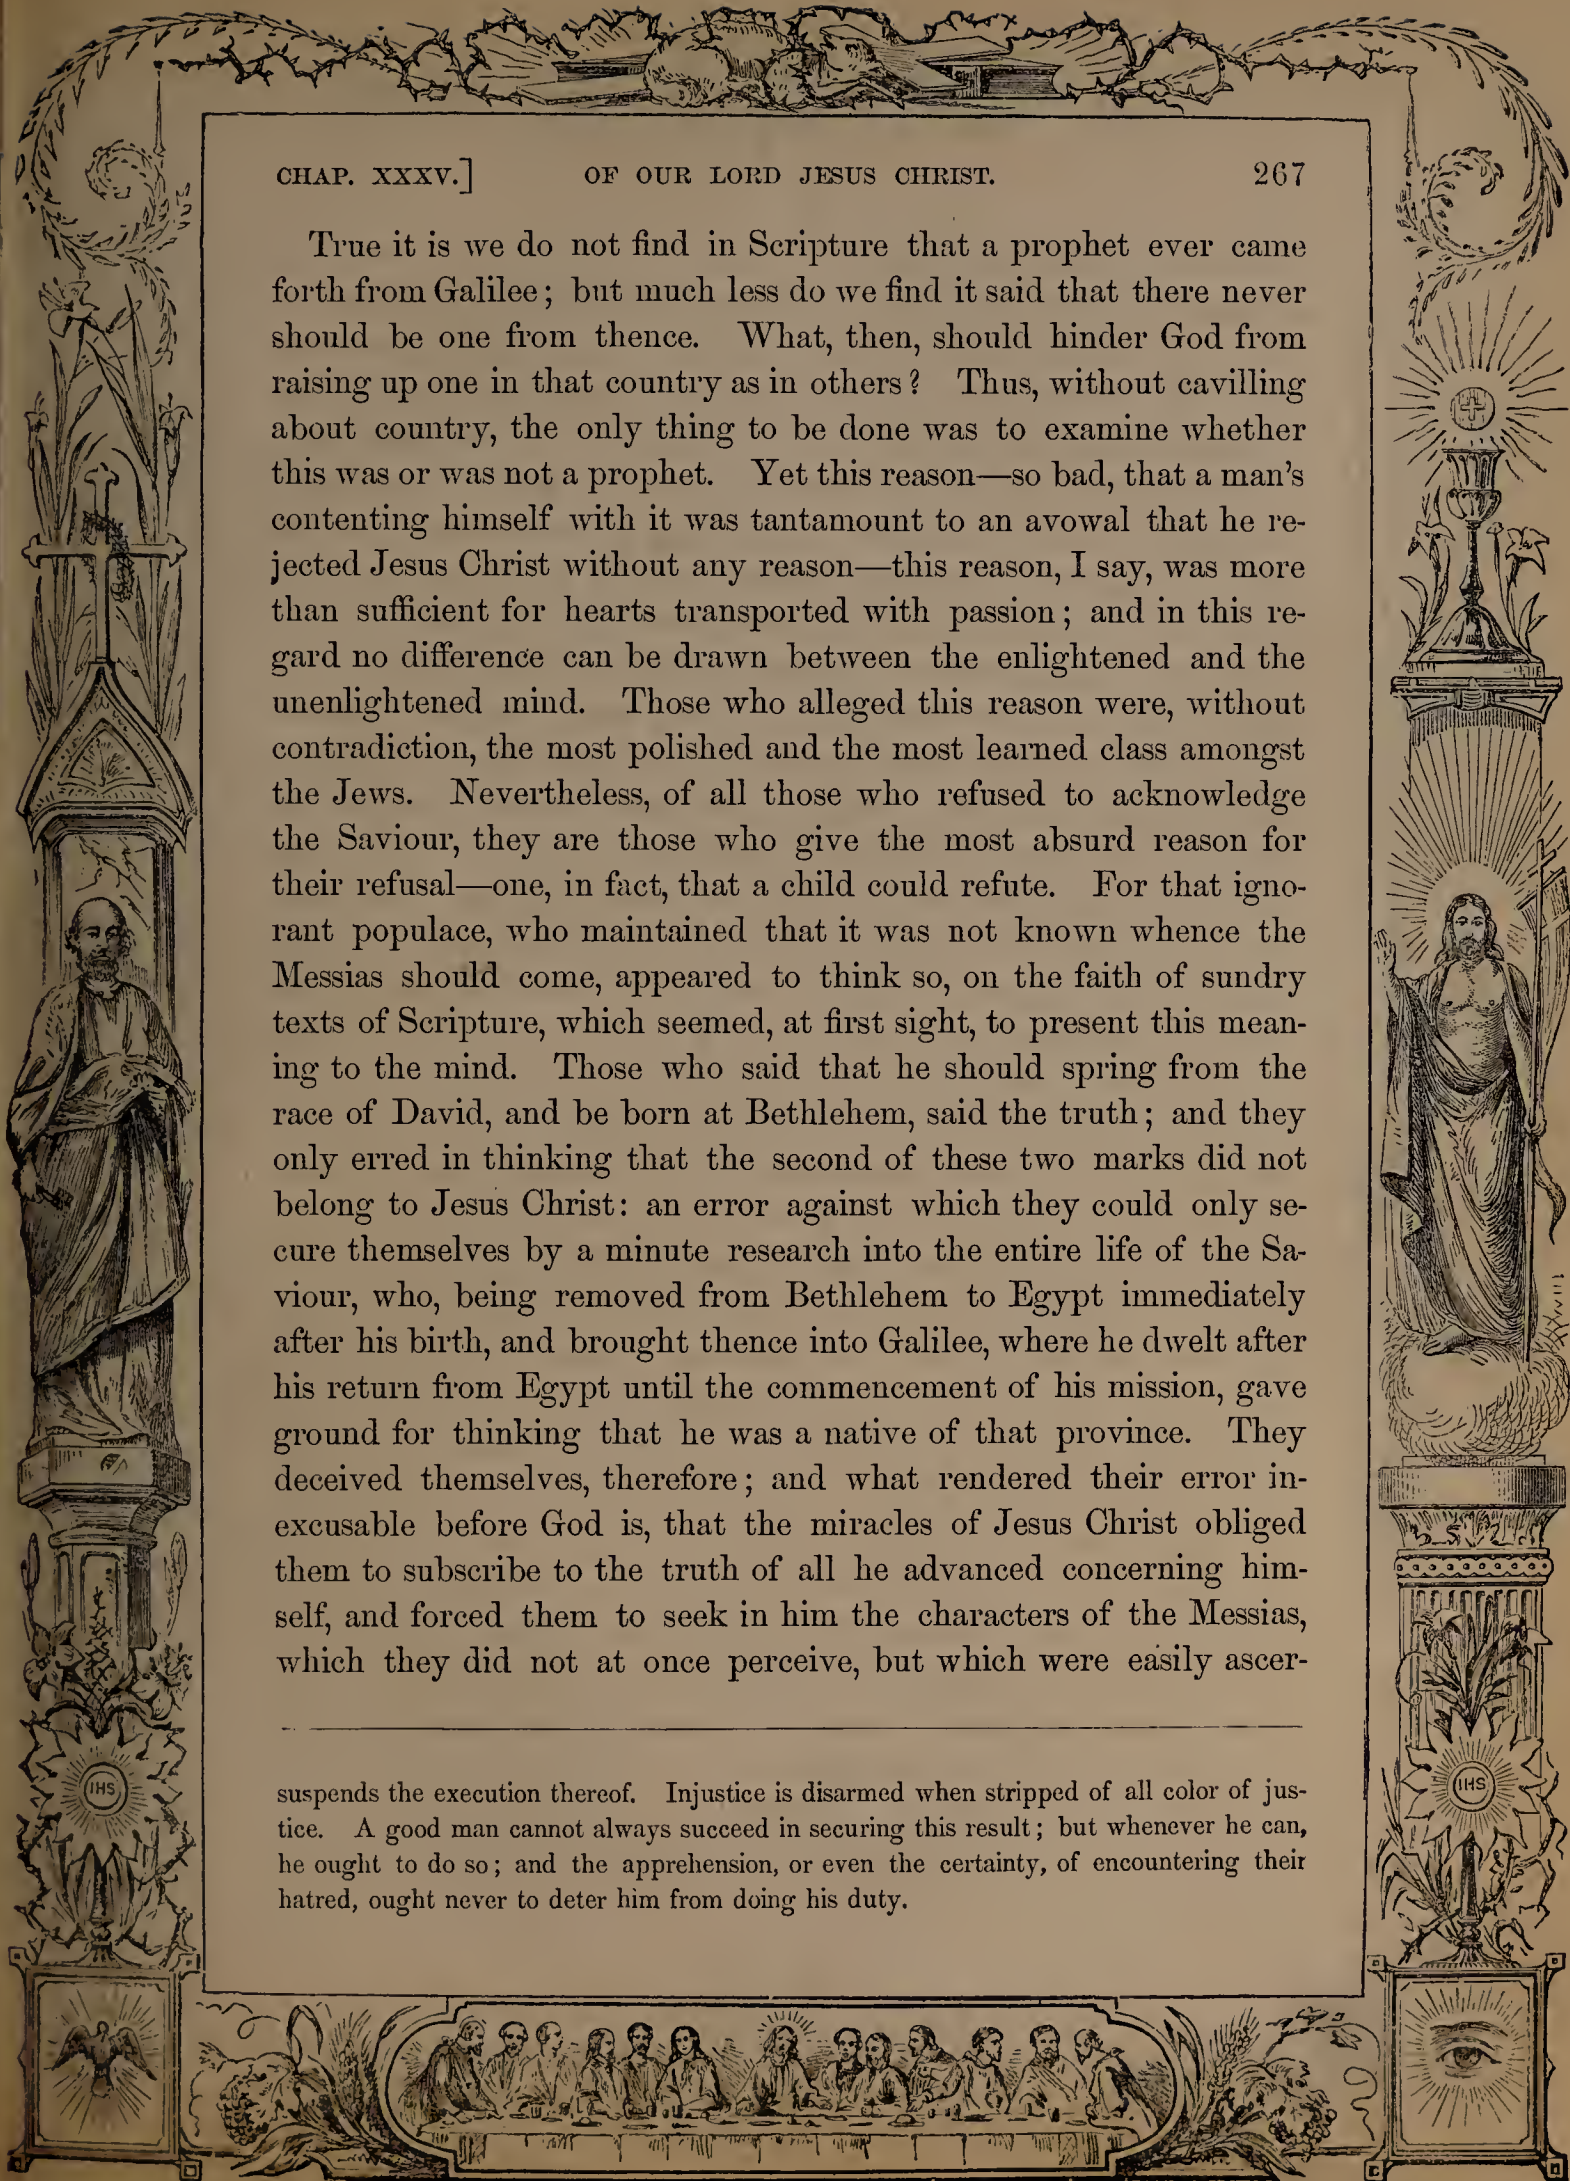 CHAP. XXXV.] OF OUR LORD JESUS CHRIST. 267
True it is we do not find in Scripture that a prophet ever came
forth from Galilee; but much less do we find it said that there never
should be one from thence. What, then, should hinder God from
raising up one in that country as in others? Thus, without cavilling
about country, the only thing to be done was to examine whether
this was or was not a prophet. Yet this reason—so bad, that a man's
contenting himself with it was tantamount to an avowal that he re-
jected Jesus Christ without any reason—this reason, I say, was more
than sufficient for hearts transported with passion; and in this re-
gard no difference can be drawn between the enlightened and the
unenlightened mind. Those who alleged this reason were, without
contradiction, the most polished and the most learned class amongst
the Jews. Nevertheless, of all those who refused to acknowledge
the Saviour, they are those who give the most absurd reason for
their refusal—one, in fact, that a child could refute. For that igno-
rant populace, who maintained that it was not known whence the
Messias should come, appeared to think so, on the faith of sundry
texts of Scripture, which seemed, at first sight, to present this mean-
ing to the mind. Those who said that he should spring from the
race of David, and be born at Bethlehem, said the truth; and they
only erred in thinking that the second of these two marks did not
belong to Jesus Christ: an error against which they could only se-
cure themselves by a minute research into the entire life of the Sa-
viour, who, being removed from Bethlehem to Egypt immediately
after his birth, and brought thence into Galilee, where he dwelt after
his return from Egypt until the commencement of his mission, gave
ground for thinking that he was a native of that province. They
deceived themselves, therefore; and what rendered their error in-
excusable before God is, that the miracles of Jesus Christ obliged
them to subscribe to the truth of all he advanced concerning him-
self, and forced them to seek in him the characters of the Messias,
which they did not at once perceive, but which were easily ascer-
suspends the execution thereof. Injustice is disarmed when stripped of all color of jus-
tice. A good man cannot always succeed in securing this result; but whenever he can,
he ought to do so; and the apprehension, or even the certainty, of encountering their
hatred, ought never to deter him from doing his duty.
IHS
IHS